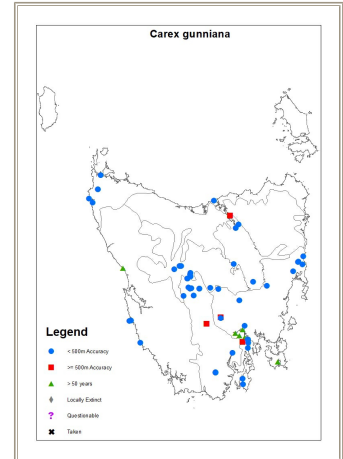 Carex gunniana
Legend
< 500m Accuracy
>= 500m Accuracy
> 50 years
Locally Extinct
Questionable
Taken